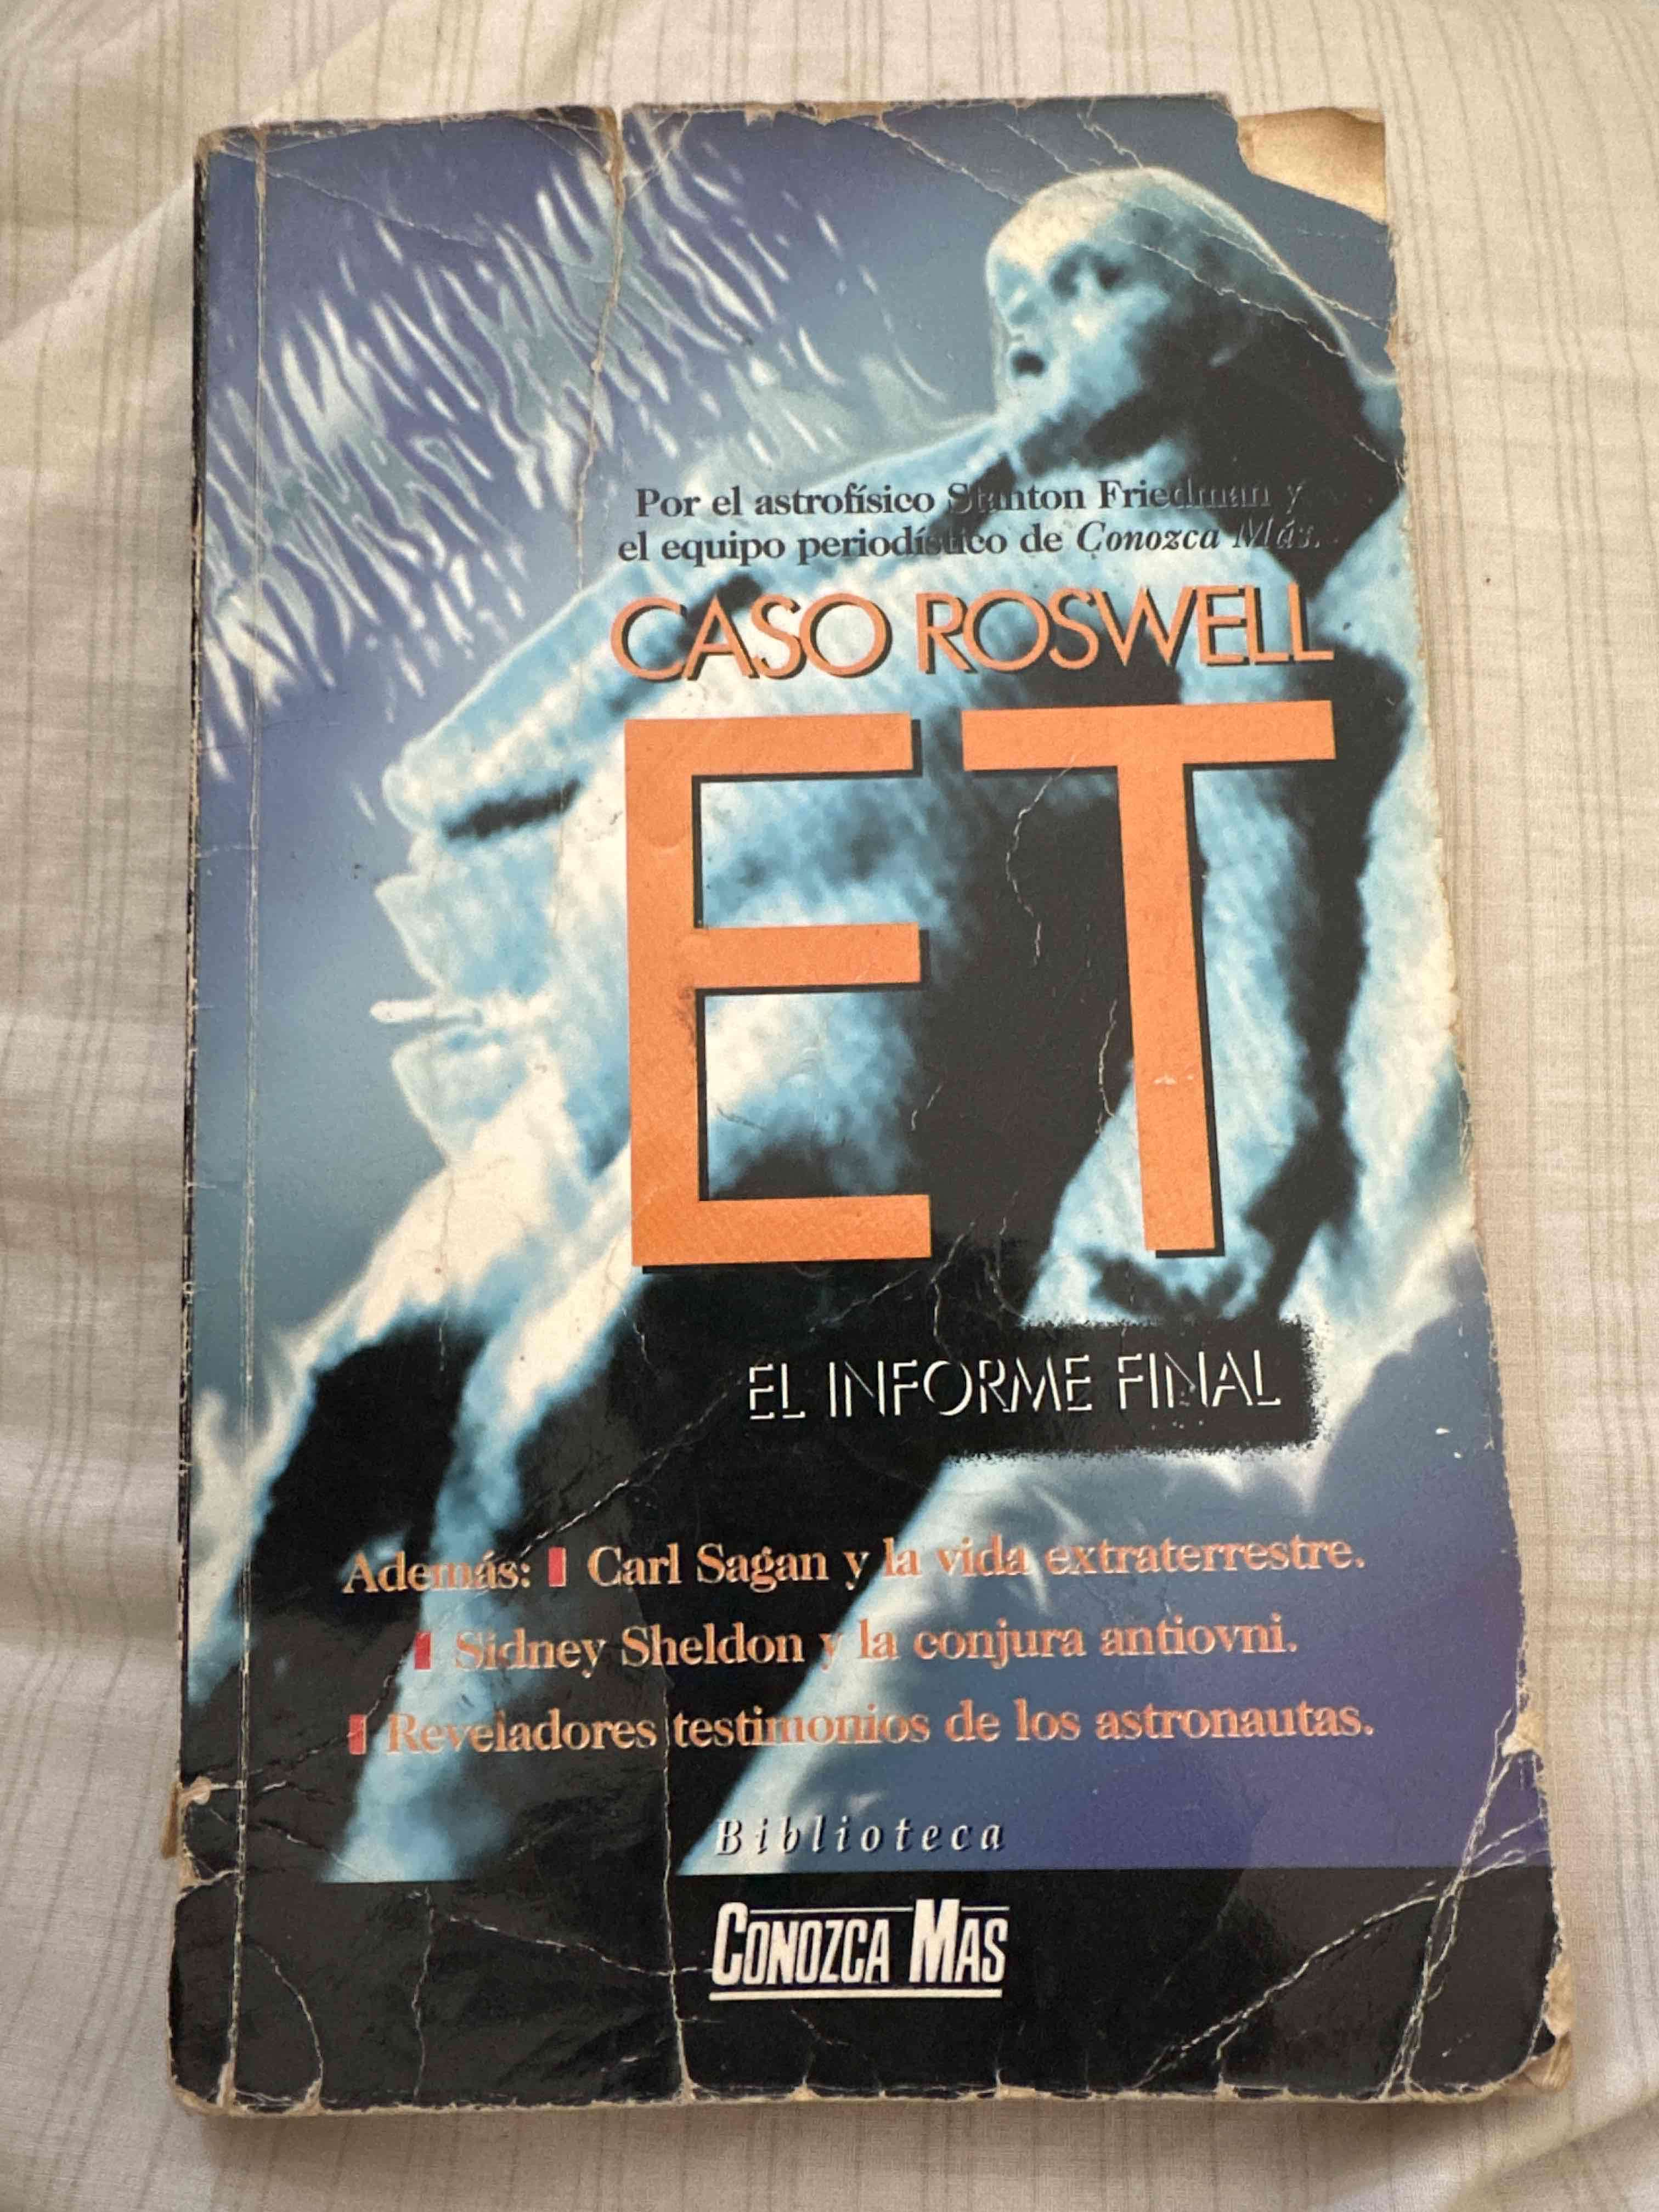 Por el astrofísico Stanton Friedman y
el equipo periodístico de Conozca Más.
CASO ROSWELL
ET
EL INFORME FINAL
Además: Carl Sagan y la vida extraterrestre.
Sidney Sheldon y la conjura antiovni.
Reveladores testimonios de los astronautas.
Biblioteca
CONOZCA MAS